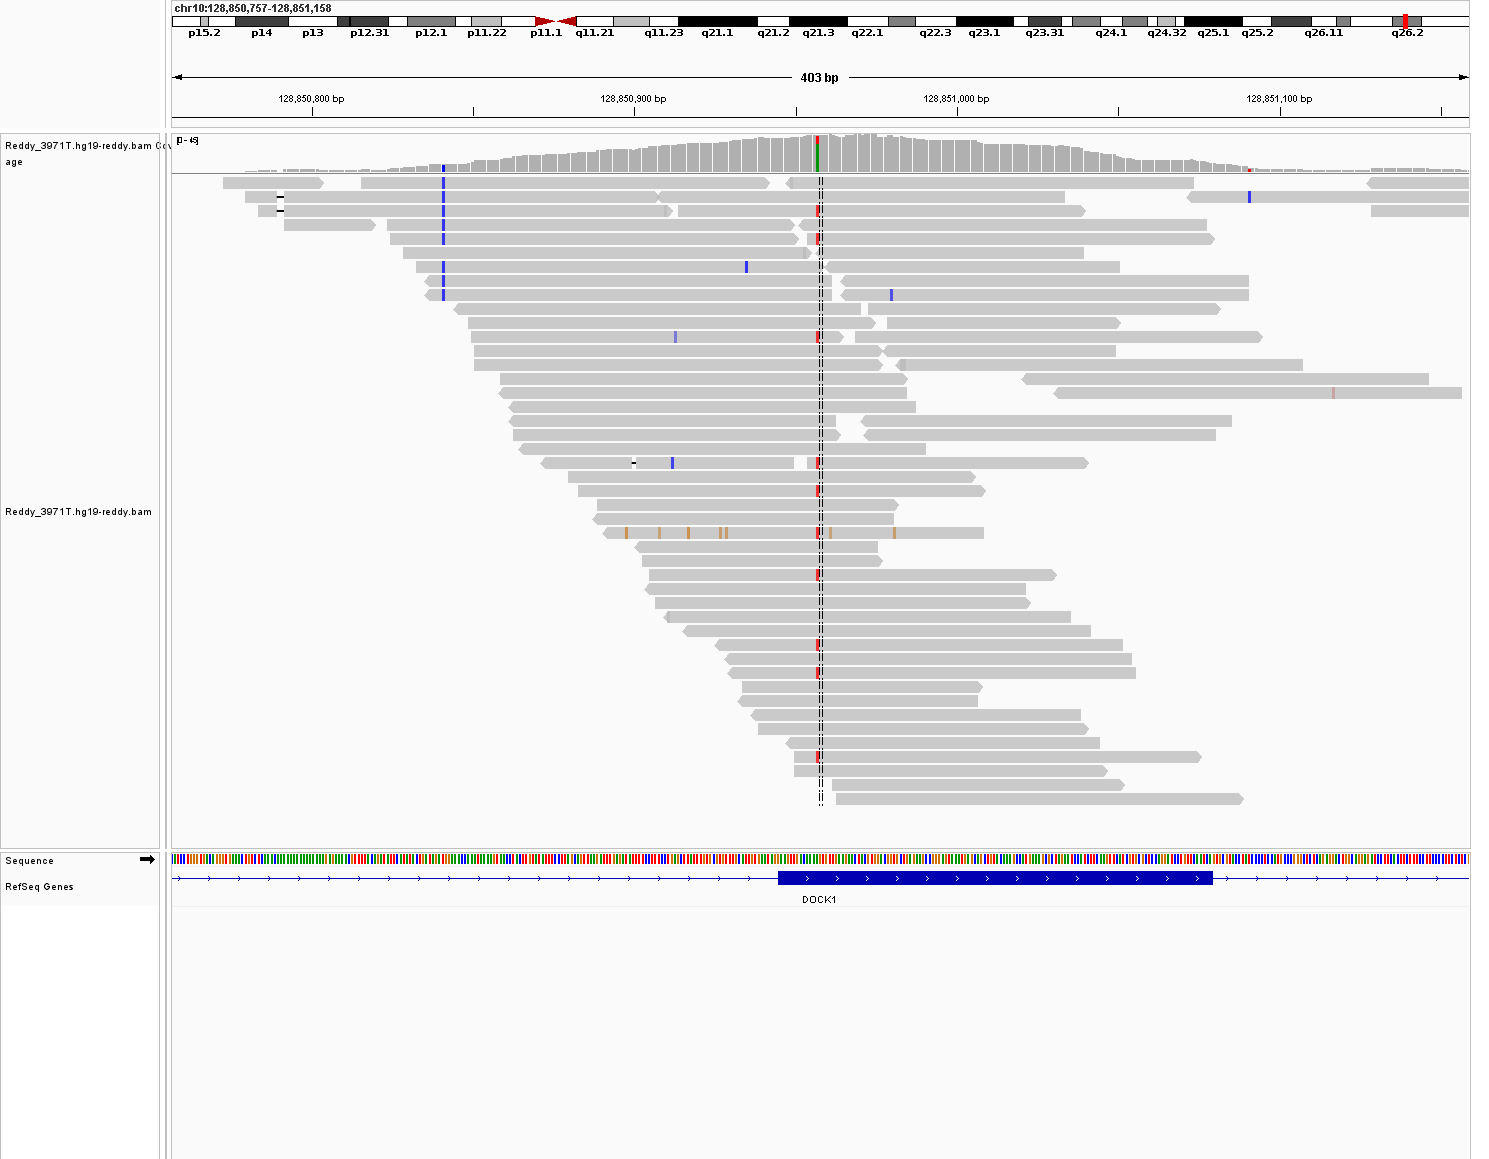 chr10:128,850,757-128,851,158
p15.2 p14 p13 p12.31 p12.1 p11.22 p11.1 q11.21 q11.23 q21.1 q21.2 q21.3 q22.1 q22.3 q23.1 q23.31 q24.1 q24.32 q25.1 q25.2 q26.11 q26.2
403 bp
128,850,800 bp 128,850,900 bp 128,851,000 bp 128,851,100 bp
[0 - 45]
Reddy_3971T.hg19-reddy.bam Cov
age
Reddy_3971T.hg19-reddy.bam
Sequence
RefSeq Genes
DOCK1